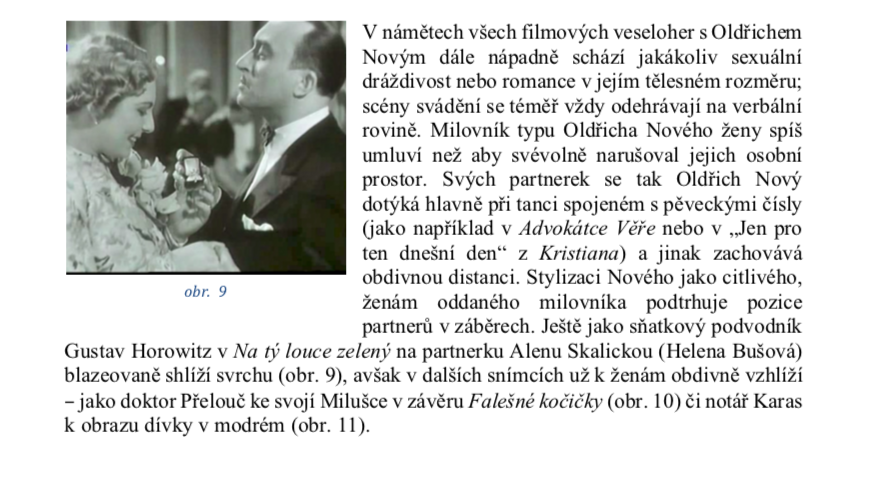 V námětech všech filmových veseloher s Oldřichem
Novým dále nápadně schází jakákoliv sexuální
dráždivost nebo romance v jejím tělesném rozměru;
scény svádění se téměř vždy odehrávají na verbální
rovině. Milovník typu Oldřicha Nového ženy spíš
umluví než aby svévolně narušoval jejich osobní
prostor. Svých partnerek se tak Oldřich Nový
dotýká hlavně při tanci spojeném s pěveckými čísly
(jako například v Advokátce Věře nebo v „Jen pro
ten dnešní den“ z Kristiana) a jinak zachovává
obdivnou distanci. Stylizaci Nového jako citlivého,
ženám oddaného milovníka podtrhuje pozice
partnerů v záběrech. Ještě jako sňatkový podvodník
obr. 9
Gustav Horowitz v Na tý louce zelený na partnerku Alenu Skalickou (Helena Bušová)
blazeovaně shlíží svrchu (obr. 9), avšak v dalších snímcích už k ženám obdivně vzhlíží
– jako doktor Přelouč ke svojí Milušce v závěru Falešné kočičky (obr. 10) či notář Karas
k obrazu dívky v modrém (obr. 11).